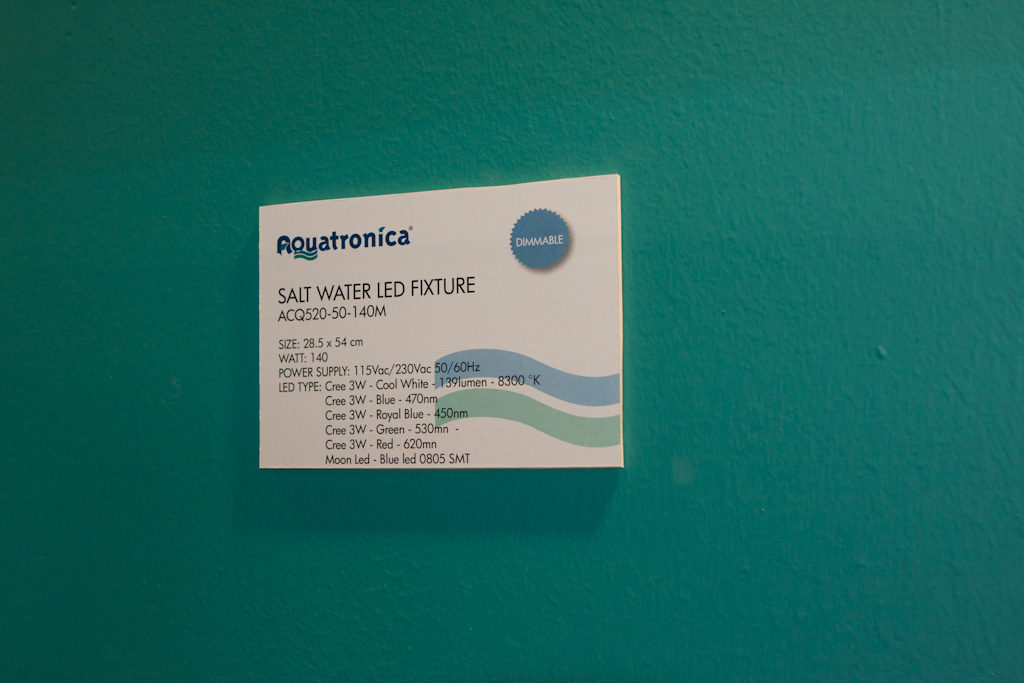 Aquatronica®
DIMMABLE
SALT WATER LED FIXTURE
ACQ520-50-140M
SIZE: 28.5 x 54 cm
WATT: 140
POWER SUPPLY: 115Vac/230Vac 50/60Hz
LED TYPE: Cree 3W - Cool White - 139lumen - 8300 °K
Cree 3W - Blue - 470nm
Cree 3W - Royal Blue - 450nm
Cree 3W - Green - 530mn -
Cree 3W - Red - 620mn
Moon Led - Blue led 0805 SMT